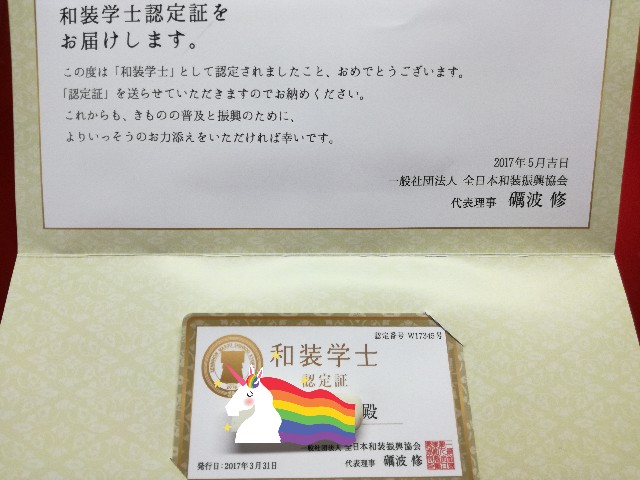 和装学士認定証を
お届けします。
この度は「和装学士」として認定されましたこと、おめでとうございます。
「認定証」を送らせていただきますのでお納めください。
これからも、きものの普及と振興のために、
よりいっそうのお力添えをいただければ幸いです。
2017年5月吉日
一般社団法人 全日本和装振興協会
代表理事 礪波 修
認定番号 W17345号
和装学士
認定証
殿
一般社団法人 全日本和装振興協会
代表理事 礪波 修
発行日:2017年3月31日